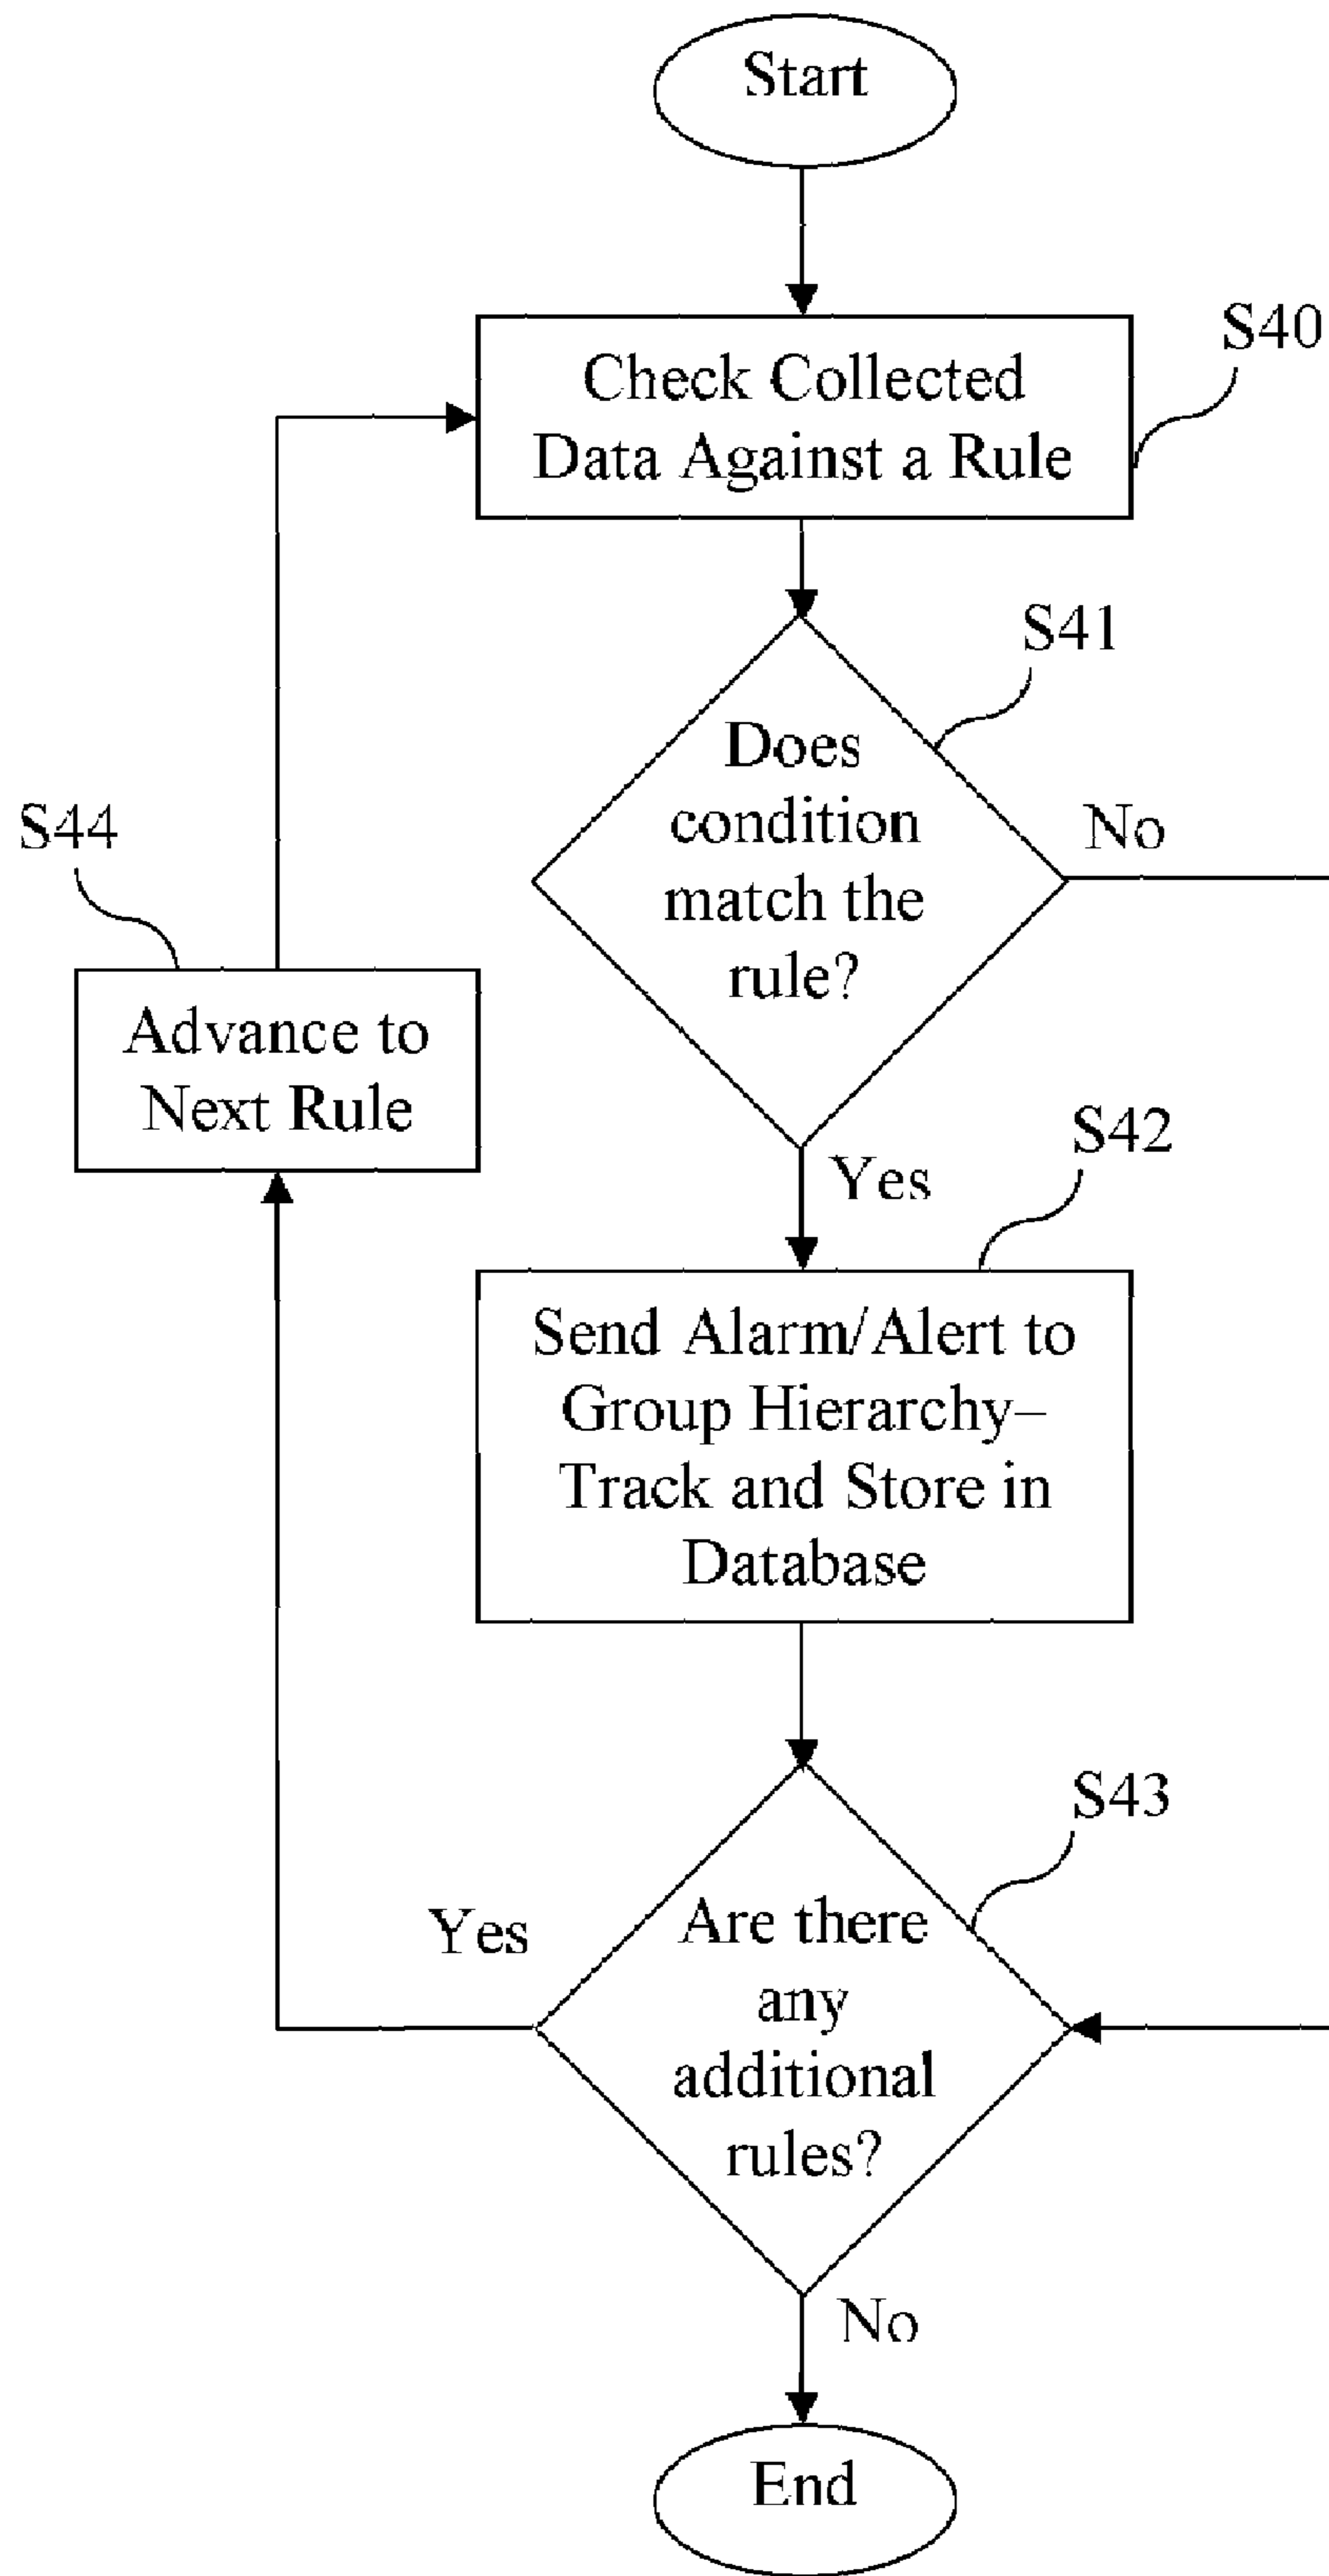 Start
S40
Check Collected
Data Against a Rule
S41
Does
condition
match the
rule?
No
S44
Advance to
Next Rule
Yes
S42
Send Alarm/Alert to
Group Hierarchy–
Track and Store in
Database
S43
Yes
Are there
any
additional
rules?
No
End